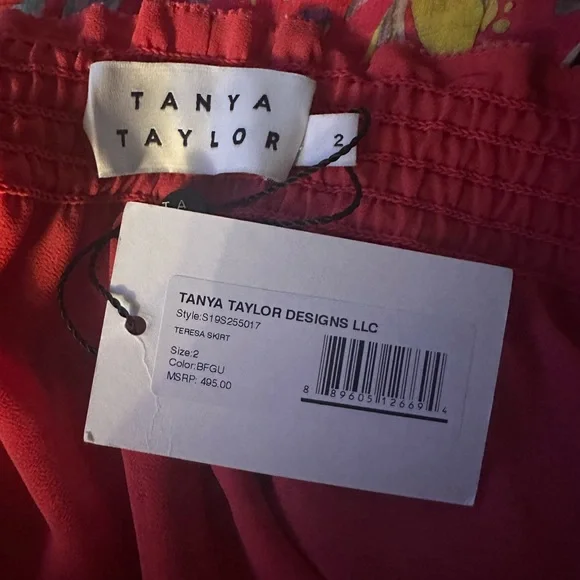 TANYA
TAYLOR
2
TA
TANYA TAYLOR DESIGNS LLC
Style:S19S255017
TERESA SKIRT
Size:2
Color:BFGU
MSRP: 495.00
8 89605 12669 4